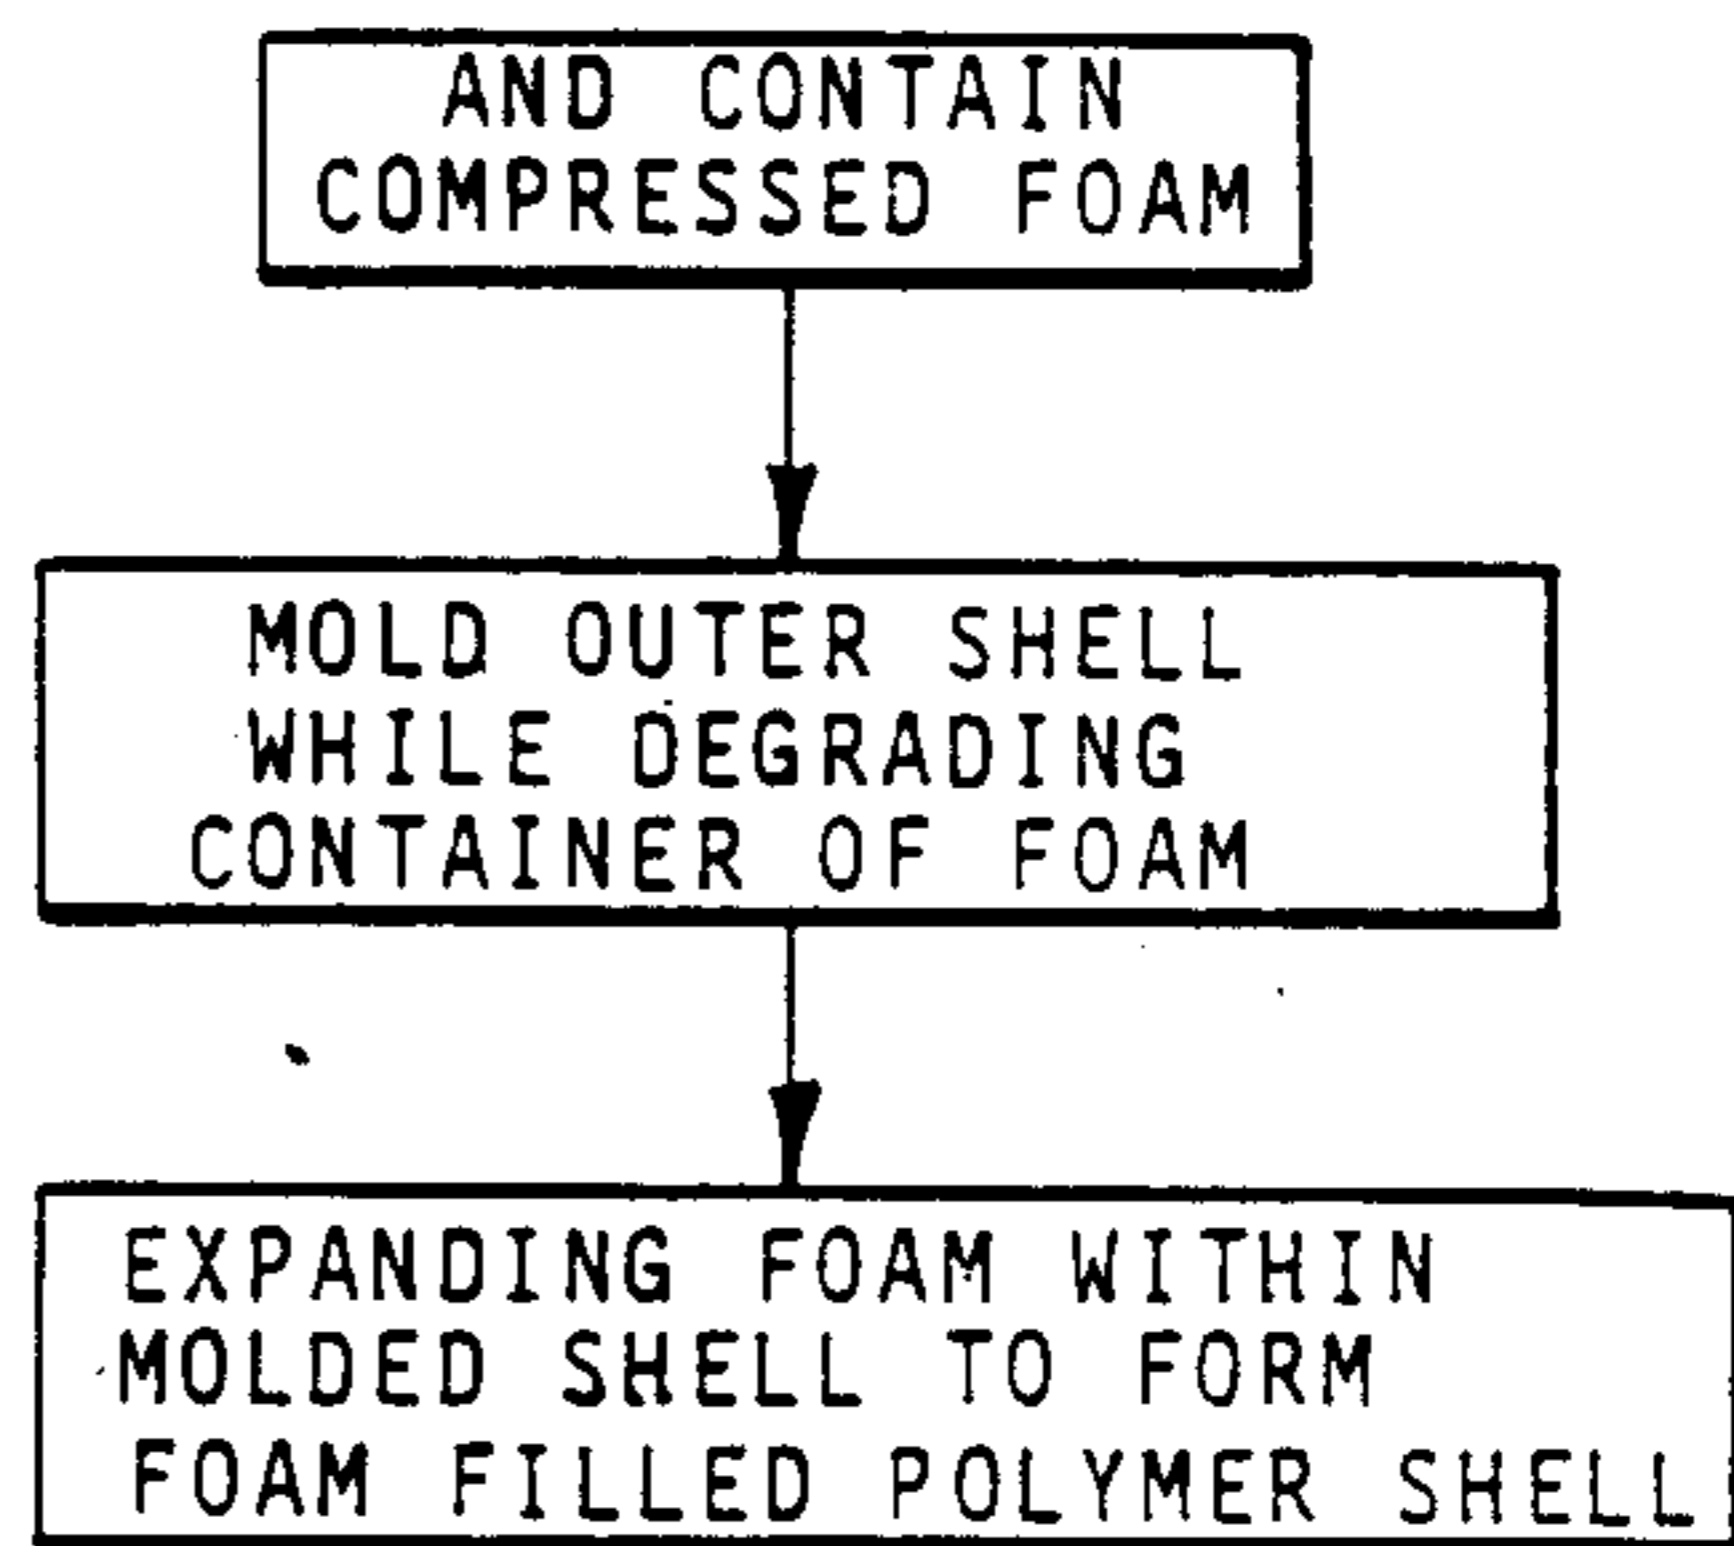 AND CONTAIN
COMPRESSED FOAM
MOLD OUTER SHELL
WHILE DEGRADING
CONTAINER OF FOAM
EXPANDING FOAM WITHIN
MOLDED SHELL TO FORM
FOAM FILLED POLYMER SHELL